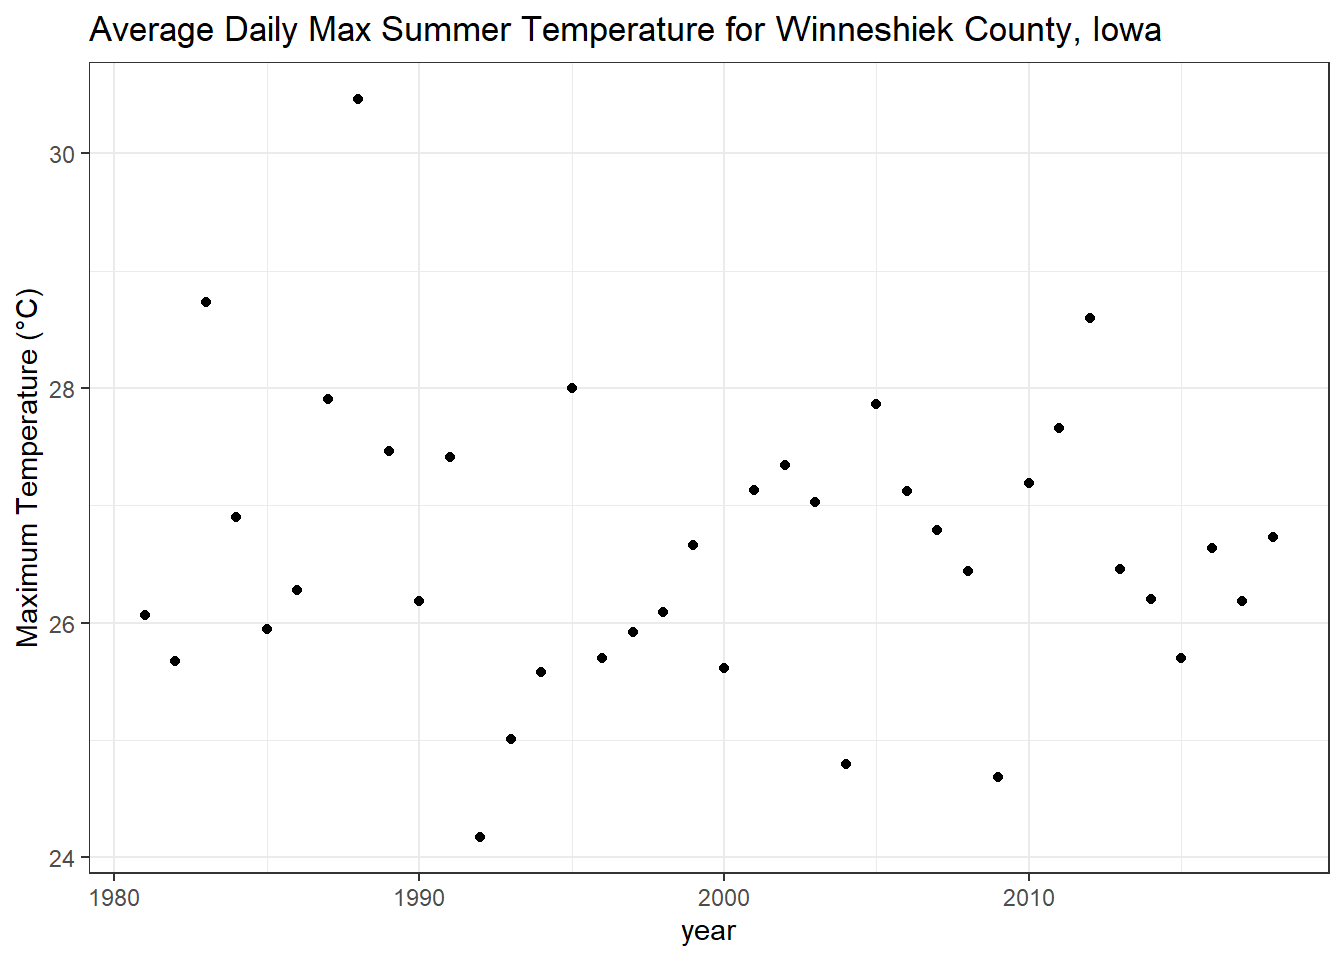 Average Daily Max Summer Temperature for Winneshiek County, Iowa
Maximum Temperature (°C)
30
28
26
24
1980
1990
2000
2010
year